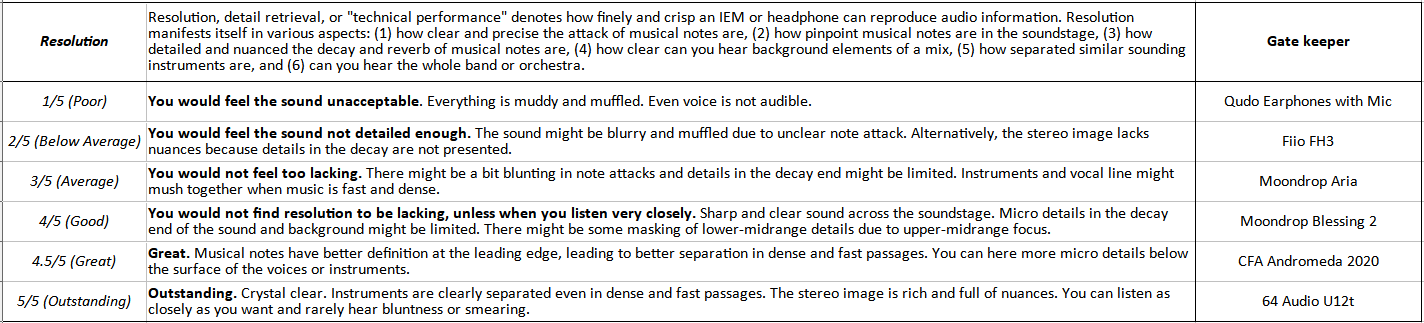 Resolution, detail retrieval, or "technical performance" denotes how finely and crisp an IEM or headphone can reproduce audio information. Resolution
manifests itself in various aspects: (1) how clear and precise the attack of musical notes are, (2) how pinpoint musical notes are in the soundstage, (3) how
Resolution
detailed and nuanced the decay and reverb of musical notes are, (4) how clear can you hear background elements of a mix, (5) how separated similar sounding
instruments are, and (6) can you hear the whole band or orchestra.
Gate keeper
1/5 (Poor)
You would feel the sound unacceptable. Everything is muddy and muffled. Even voice is not audible.
Qudo Earphones with Mic
2/5 (Below Average)
You would feel the sound not detailed enough. The sound might be blurry and muffled due to unclear note attack. Alternatively, the stereo image lacks
nuances because details in the decay are not presented.
Fiio FH3
3/5 (Average)
You would not feel too lacking. There might be a bit blunting in note attacks and details in the decay end might be limited. Instruments and vocal line might
mush together when music is fast and dense.
Moondrop Aria
4/5 (Good)
You would not find resolution to be lacking, unless when you listen very closely. Sharp and clear sound across the soundstage. Micro details in the decay
end of the sound and background might be limited. There might be some masking of lower-midrange details due to upper-midrange focus.
Moondrop Blessing 2
4.5/5 (Great)
Great. Musical notes have better definition at the leading edge, leading to better separation in dense and fast passages. You can here more micro details below
the surface of the voices or instruments.
CFA Andromeda 2020
5/5 (Outstanding)
Outstanding. Crystal clear. Instruments are clearly separated even in dense and fast passages. The stereo image is rich and full of nuances. You can listen as
closely as you want and rarely hear bluntness or smearing.
64 Audio U12t